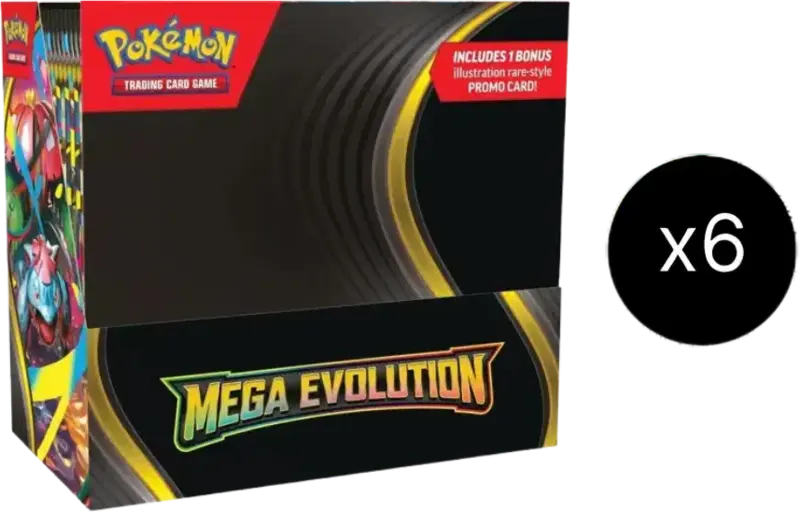 POKéMON
TRADING CARD GAME
INCLUDES 1 BONUS
illustration rare-style
PROMO CARD!
MEGA EVOLUTION
x6